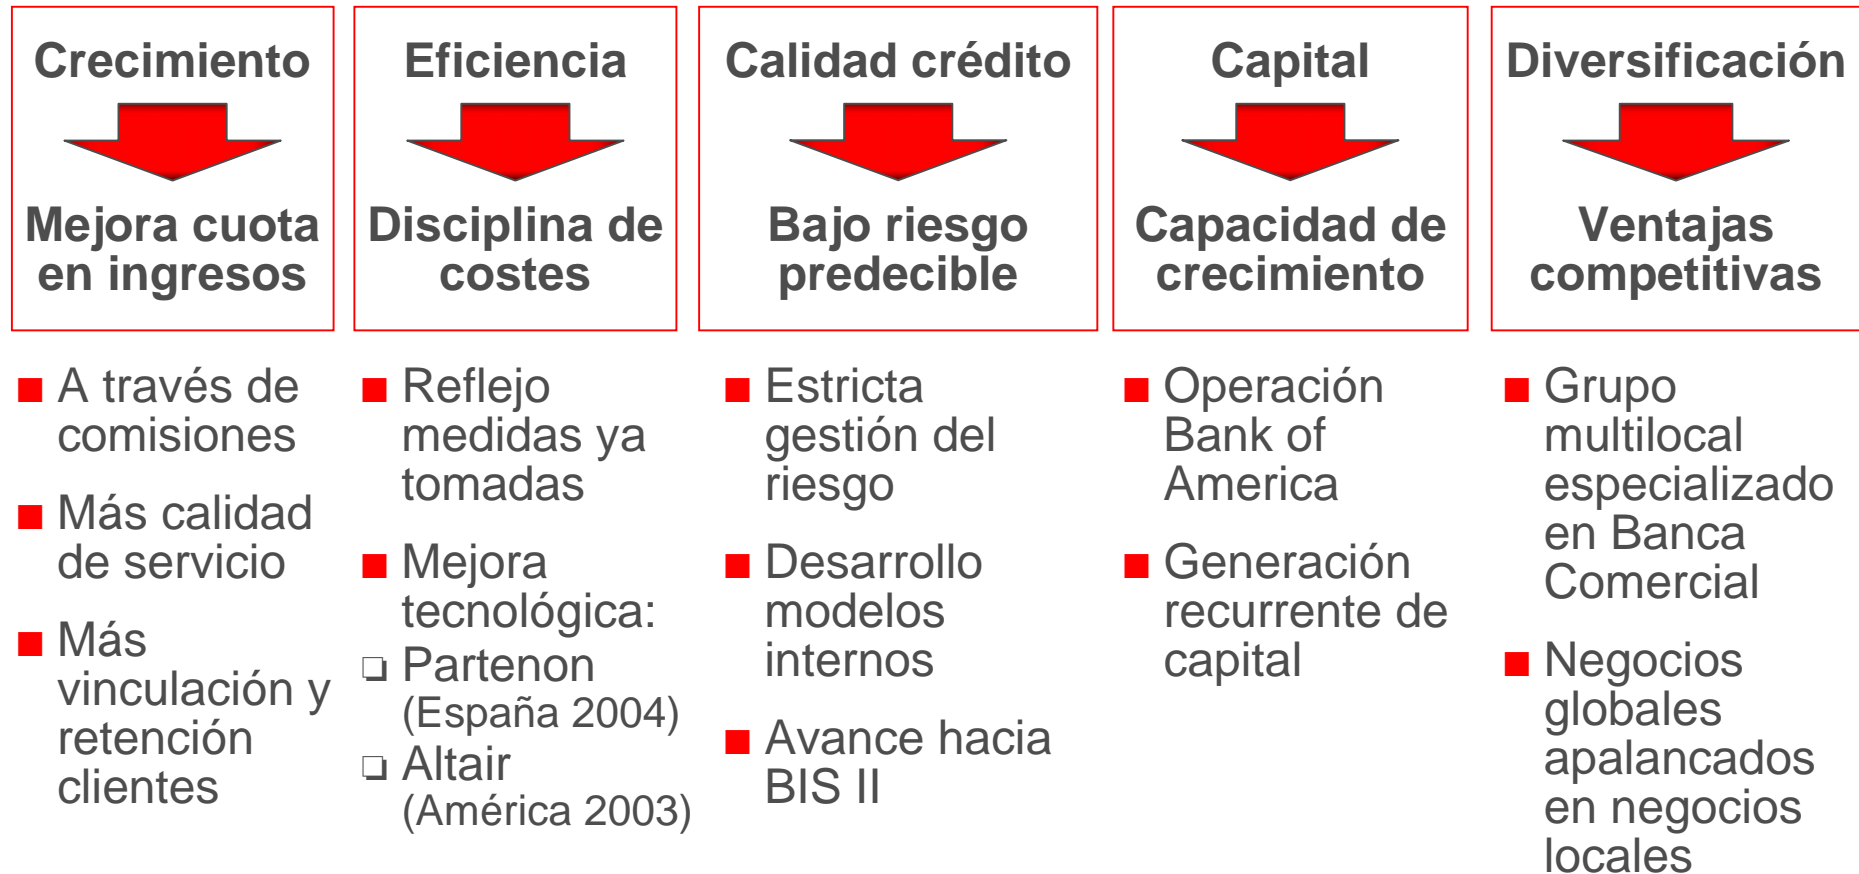 Crecimiento
Mejora cuota
en ingresos
A través de
comisiones
Más calidad
de servicio
Más
vinculación y
retención
clientes
Eficiencia
Disciplina de
costes
Reflejo
medidas ya
tomadas
Mejora
tecnológica:
Partenon
(España 2004)
Altair
(América 2003)
Calidad crédito
Bajo riesgo
predecible
Estricta
gestión del
riesgo
Desarrollo
modelos
internos
Avance hacia
BIS II
Capital
Capacidad de
crecimiento
Operación
Bank of
America
Generación
recurrente de
capital
Diversificación
Ventajas
competitivas
Grupo
multilocal
especializado
en Banca
Comercial
Negocios
globales
apalancados
en negocios
locales